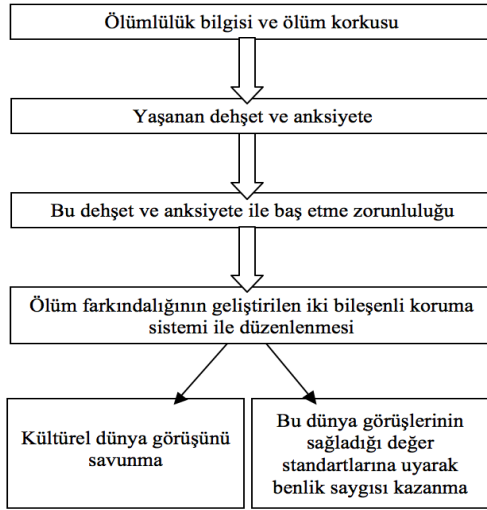 Ölümlülük bilgisi ve ölüm korkusu
Yaşanan dehşet ve anksiyete
Bu dehşet ve anksiyete ile baş etme zorunluluğu
Ölüm farkındalığının geliştirilen iki bileşenli koruma
sistemi ile düzenlenmesi
Kültürel dünya görüşünü
savunma
Bu dünya görüşlerinin
sağladığı değer
standartlarına uyarak
benlik saygısı kazanma